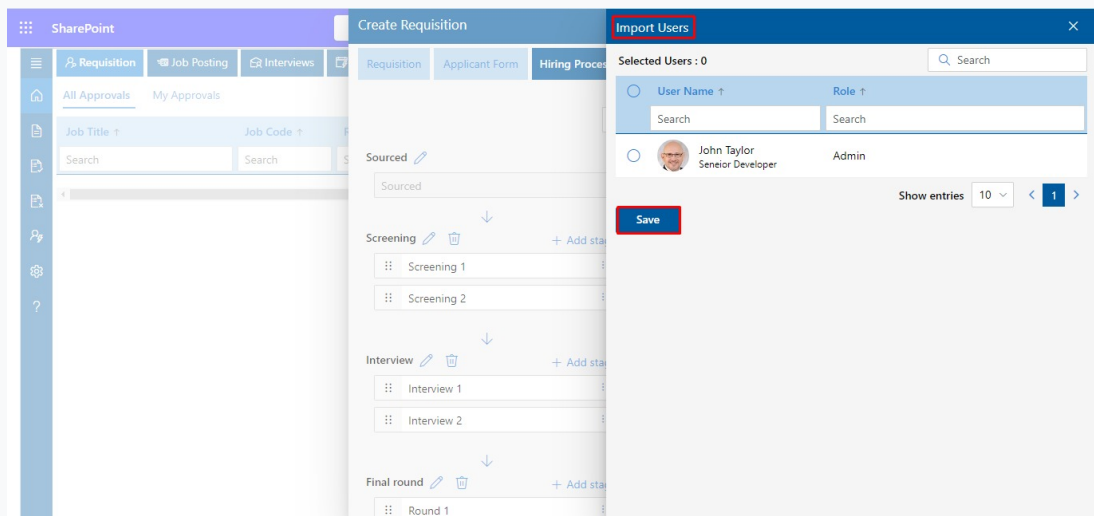 SharePoint
Requisition
Job Posting
Interviews
All Approvals
My Approvals
Job Title ↑
Job Code ↑
Search
Search
Create Requisition
Requisition
Applicant Form
Hiring Proces
Sourced
Sourced
Screening
+ Add sta
Screening 1
Screening 2
Interview
+ Add sta
Interview 1
Interview 2
Final round
+ Add sta
Round 1
Import Users
Selected Users : 0
Search
User Name ↑
Role ↑
Search
Search
John Taylor
Seneior Developer
Admin
Show entries
10
1
Save